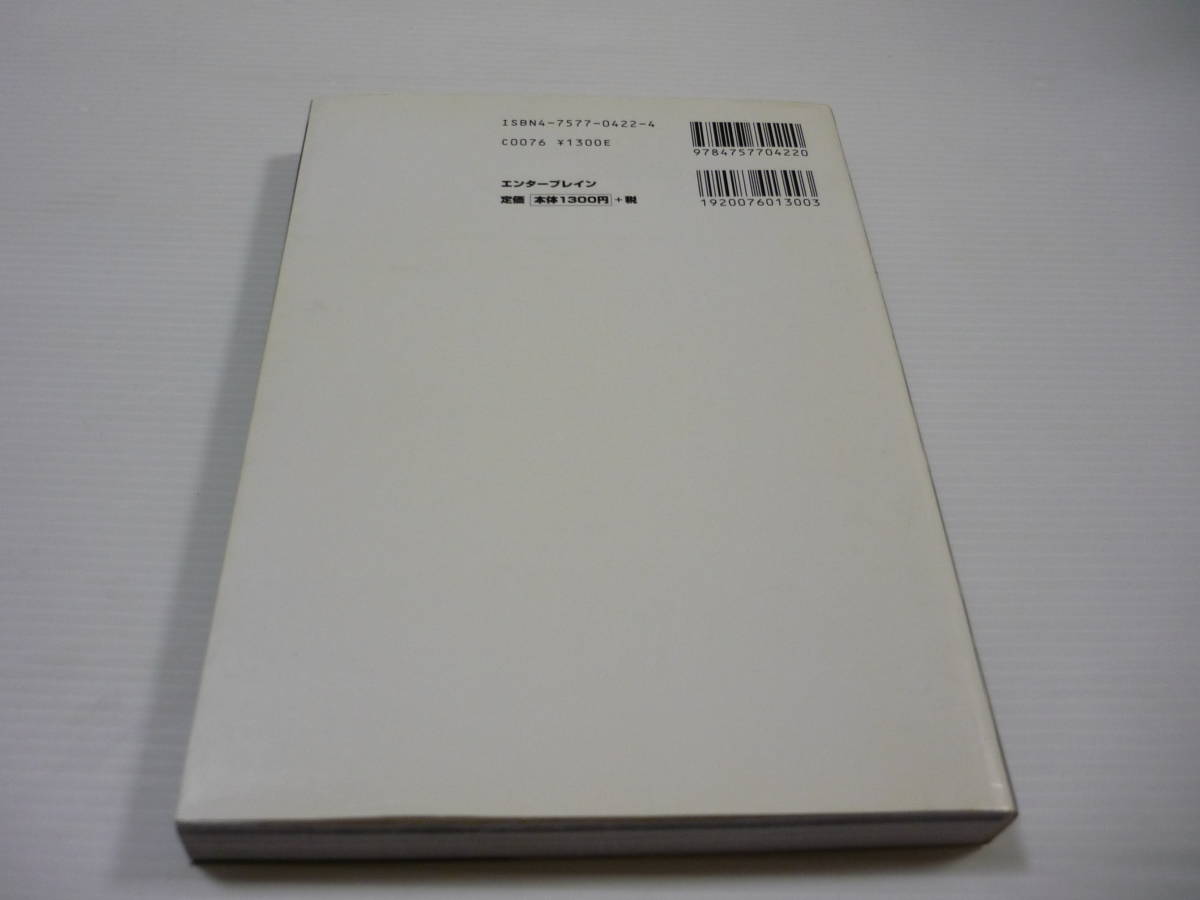 ISBN4-7577-0422-4
C0076 ¥1300E
エンターブレイン
定価 本体1300円 +税
9784757704220
1920076013003